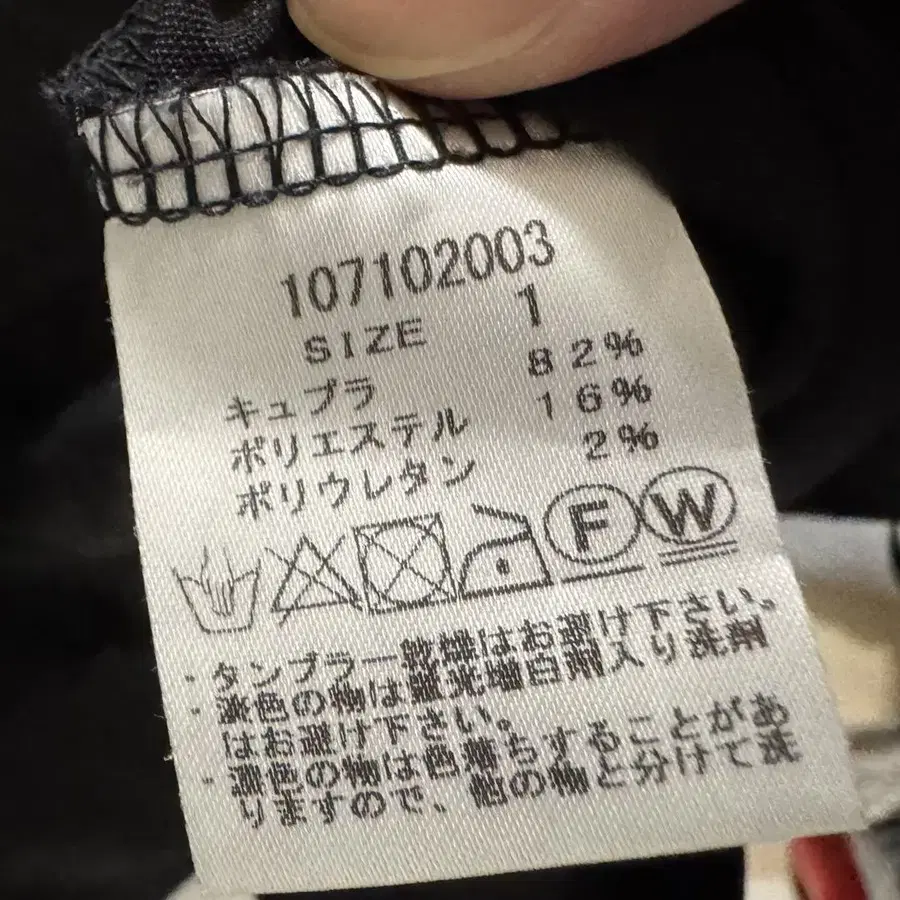 107102003
SIZE 1
キュプラ 82%
ポリエステル 16%
ポリウレタン 2%
F W
・タンブラー乾燥はお避け下さい。
・淡色の物は蛍光増白剤入り洗剤
はお避け下さい。
・濃色の物は色落ちすることがあ
りますので、他の物と分けて洗